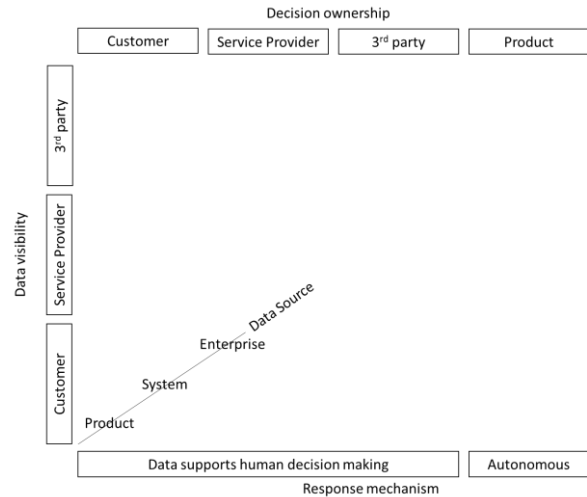 Decision ownership
Customer
Service Provider
3rd party
Product
Data visibility
3rd party
Service Provider
Customer
Data Source
Enterprise
System
Product
Data supports human decision making
Autonomous
Response mechanism